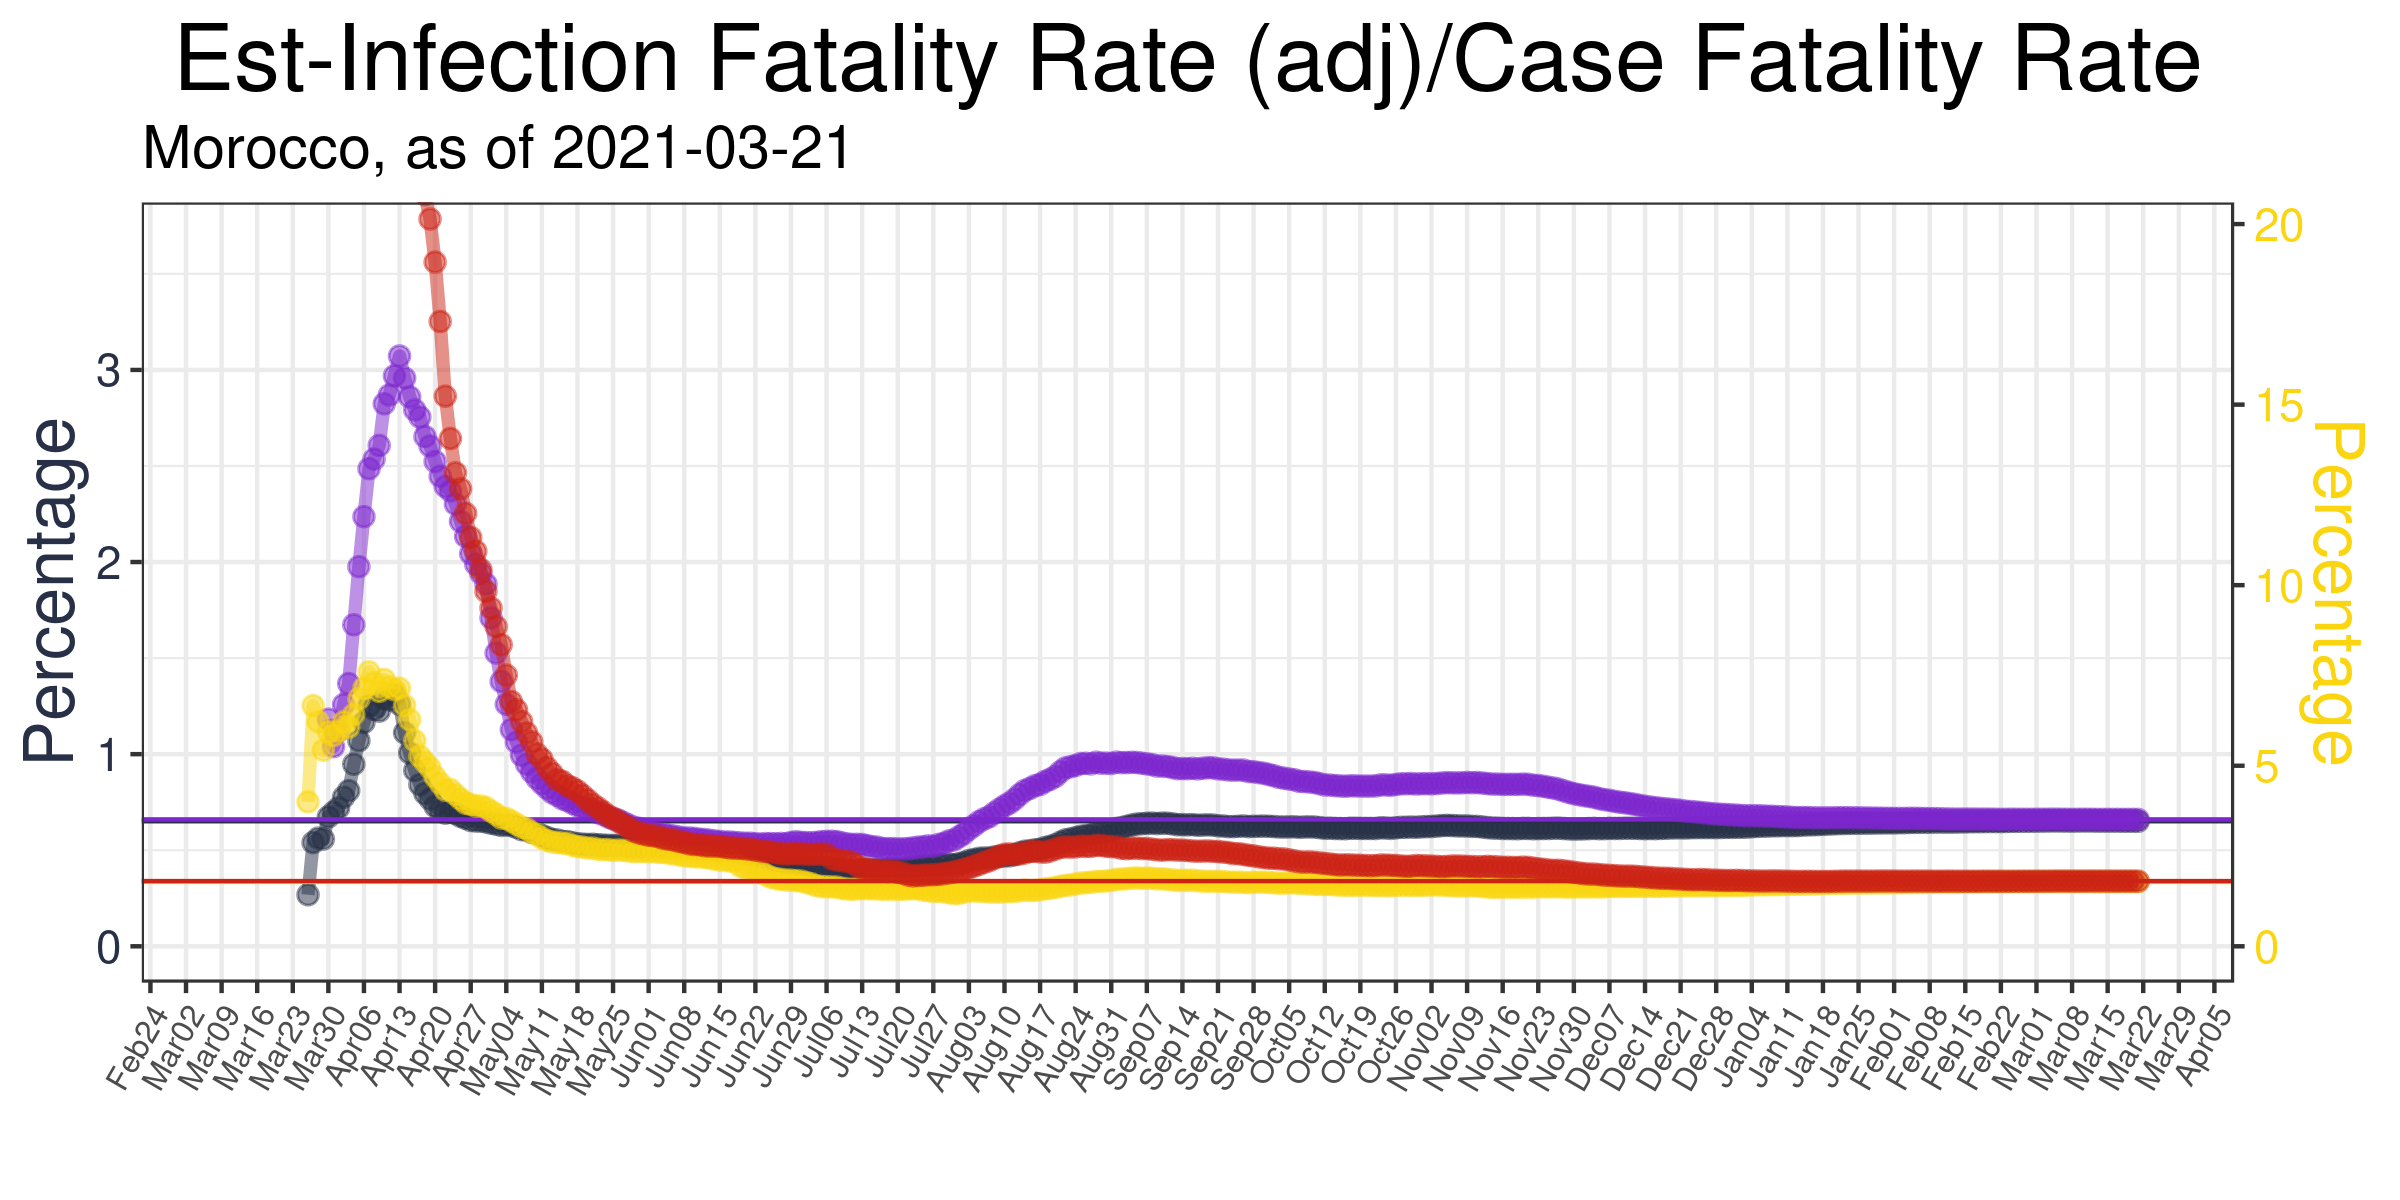 Est-Infection Fatality Rate (adj)/Case Fatality Rate
Morocco, as of 2021-03-21
Percentage
3
2
1
0
20
15
10
5
0
Percentage
Feb24
Mar02
Mar09
Mar16
Mar23
Mar30
Apr06
Apr13
Apr20
Apr27
May04
May11
May18
May25
Jun01
Jun08
Jun15
Jun22
Jun29
Jul06
Jul13
Jul20
Jul27
Aug03
Aug10
Aug17
Aug24
Aug31
Sep07
Sep14
Sep21
Sep28
Oct05
Oct12
Oct19
Oct26
Nov02
Nov09
Nov16
Nov23
Nov30
Dec07
Dec14
Dec21
Dec28
Jan04
Jan11
Jan18
Jan25
Feb01
Feb08
Feb15
Feb22
Mar01
Mar08
Mar15
Mar22
Mar29
Apr05